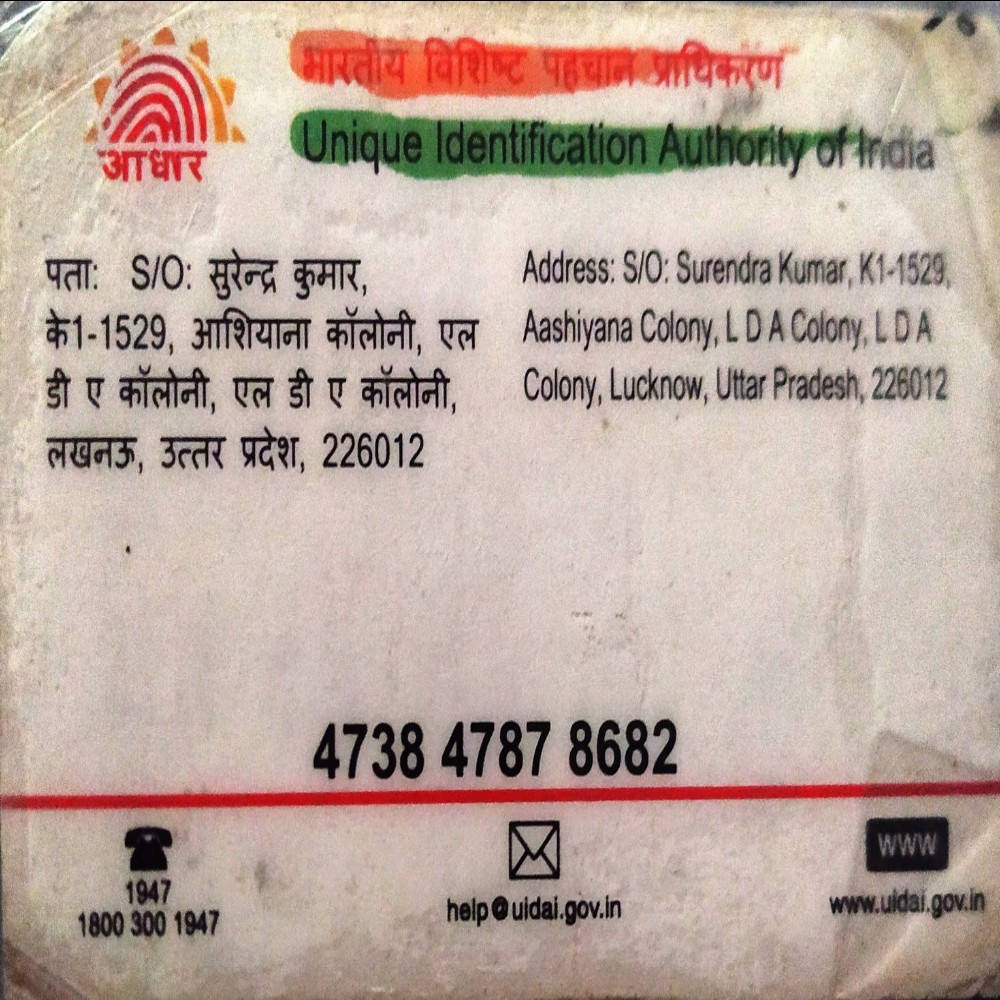 आधार
भारतीय विशिष्ट पहचान प्राधिकरण
Unique Identification Authority of India
पता: S/O: सुरेन्द्र कुमार,
के1-1529, आशियाना कॉलोनी, एल
डी ए कॉलोनी, एल डी ए कॉलोनी,
लखनऊ, उत्तर प्रदेश, 226012
Address: S/O: Surendra Kumar, K1-1529,
Aashiyana Colony, L D A Colony, L D A
Colony, Lucknow, Uttar Pradesh, 226012
4738 4787 8682
1947
1800 300 1947
help@uidai.gov.in
WWW
www.uidai.gov.in